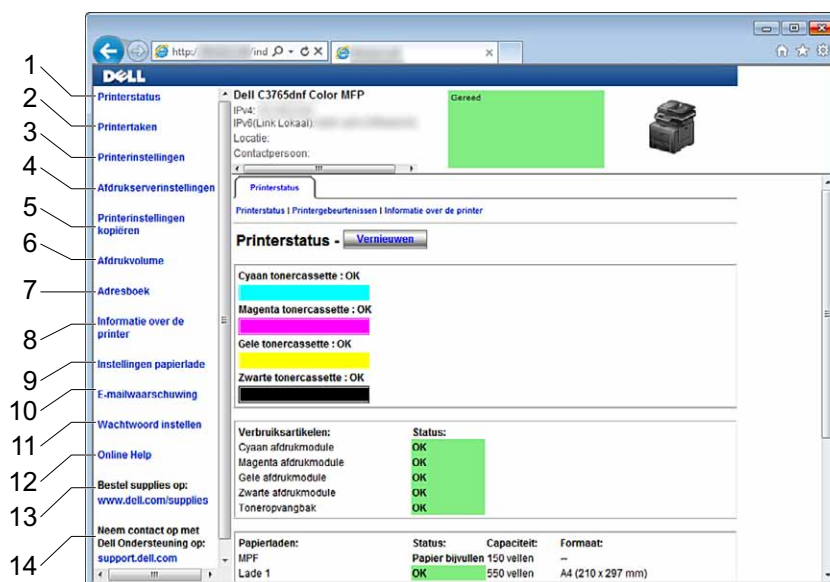 http:/ /ind
DELL
1
2
3
4
5
6
7
8
9
10
11
12
13
14
Printerstatus
Printertaken
Printerinstellingen
Afdrukserverinstellingen
Printerinstellingen
kopiëren
Afdrukvolume
Adresboek
Informatie over de
printer
Instellingen papierlade
E-mailwaarschuwing
Wachtwoord instellen
Online Help
Bestel supplies op:
www.dell.com/supplies
Neem contact op met
Dell Ondersteuning op:
support.dell.com
Dell C3765dnf Color MFP
IPv4:
IPv6(Link Lokaal):
Locatie:
Contactpersoon:
Gereed
Printerstatus
Printerstatus | Printergebeurtenissen | Informatie over de printer
Printerstatus - Vernieuwen
Cyaan tonercassette : OK
Magenta tonercassette : OK
Gele tonercassette : OK
Zwarte tonercassette : OK
Verbruiksartikelen: Status:
Cyaan afdrukmodule OK
Magenta afdrukmodule OK
Gele afdrukmodule OK
Zwarte afdrukmodule OK
Toneropvangbak OK
Papierladen: Status: Capaciteit: Formaat:
MPF Papier bijvullen 150 vellen --
Lade 1 OK 550 vellen A4 (210 x 297 mm)